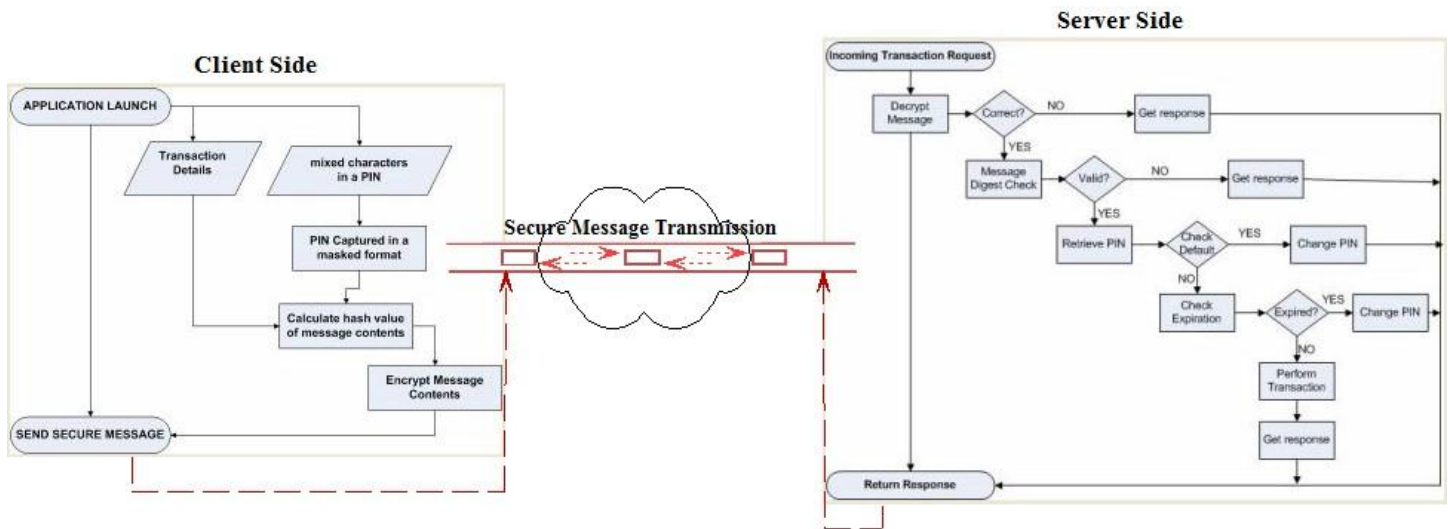 Client Side
APPLICATION LAUNCH
Transaction
Details
mixed characters
in a PIN
PIN Captured in a
masked format
Calculate hash value
of message contents
Encrypt Message
Contents
SEND SECURE MESSAGE
Secure Message Transmission
Server Side
Incoming Transaction Request
Decrypt
Message
Correct?
NO
Get response
YES
Message
Digest Check
Valid?
NO
Get response
YES
Retrieve PIN
Check
Default
YES
Change PIN
NO
Check
Expiration
Expired?
YES
Change PIN
NO
Perform
Transaction
Get response
Return Response